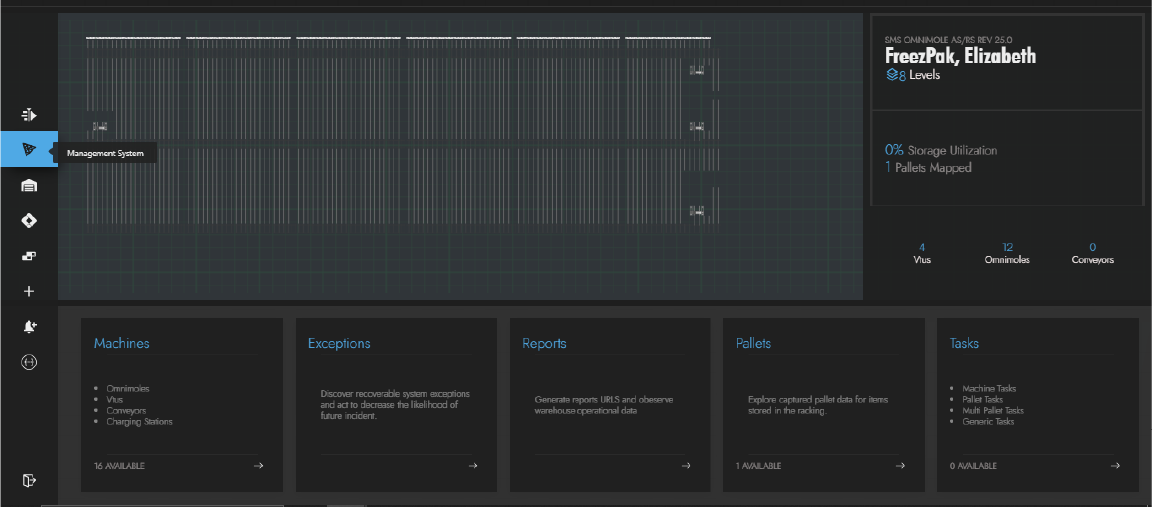 SMS OMNIMOLE AS/RS REV 25.0
FreezPak, Elizabeth
8 Levels
Management System
0% Storage Utilization
1 Pallets Mapped
4
Vtus
12
Omnimoles
0
Conveyors
Machines
Omnimoles
Vtus
Conveyors
Charging Stations
16 AVAILABLE
Exceptions
Discover recoverable system exceptions
and act to decrease the likelihood of
future incident.
Reports
Generate reports URLS and obeserve
warehouse operational data
Pallets
Explore captured pallet data for items
stored in the racking.
1 AVAILABLE
Tasks
Machine Tasks
Pallet Tasks
Multi Pallet Tasks
Generic Tasks
0 AVAILABLE